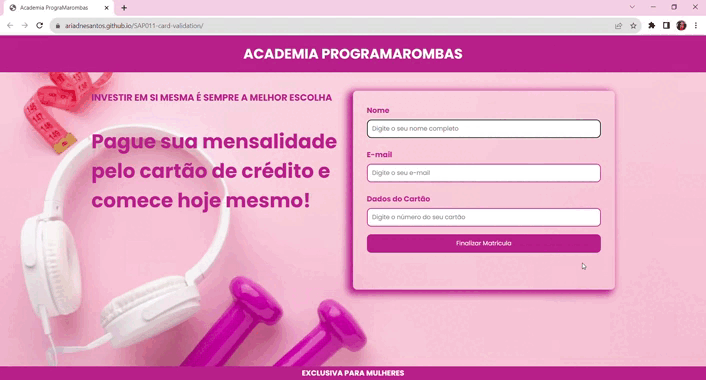 Academia PrograMarombas
ariadnesantos.github.io/SAP011-card-validation/
ACADEMIA PROGRAMAROMBAS
INVESTIR EM SI MESMA É SEMPRE A MELHOR ESCOLHA
Pague sua mensalidade
pelo cartão de crédito e
comece hoje mesmo!
Nome
Digite o seu nome completo
E-mail
Digite o seu e-mail
Dados do Cartão
Digite o número do seu cartão
Finalizar Matrícula
EXCLUSIVA PARA MULHERES